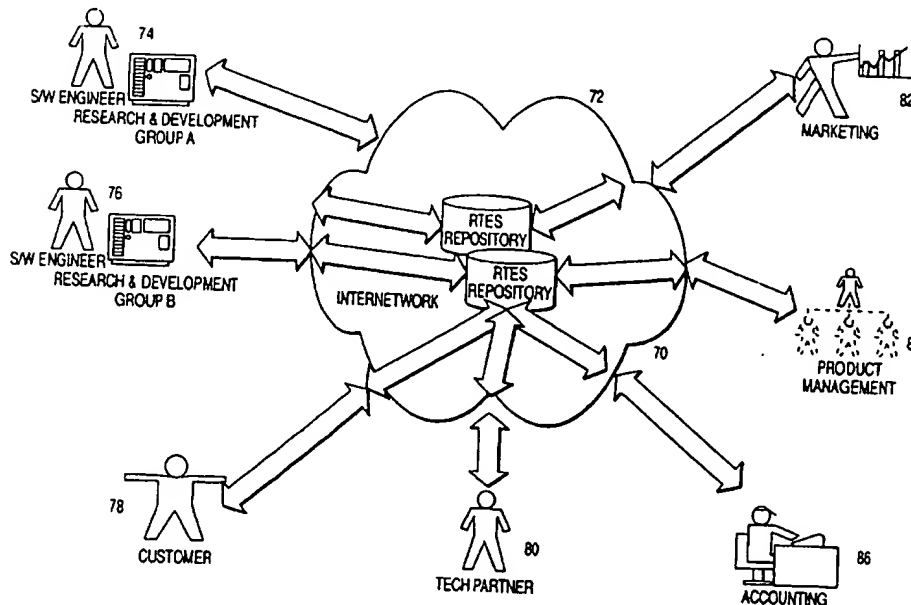 74
S/W ENGINEER
RESEARCH & DEVELOPMENT
GROUP A
72
82
MARKETING
76
S/W ENGINEER
RESEARCH & DEVELOPMENT
GROUP B
RTES
REPOSITORY
RTES
REPOSITORY
INTERNETWORK
PRODUCT
MANAGEMENT
70
78
CUSTOMER
80
TECH PARTNER
86
ACCOUNTING